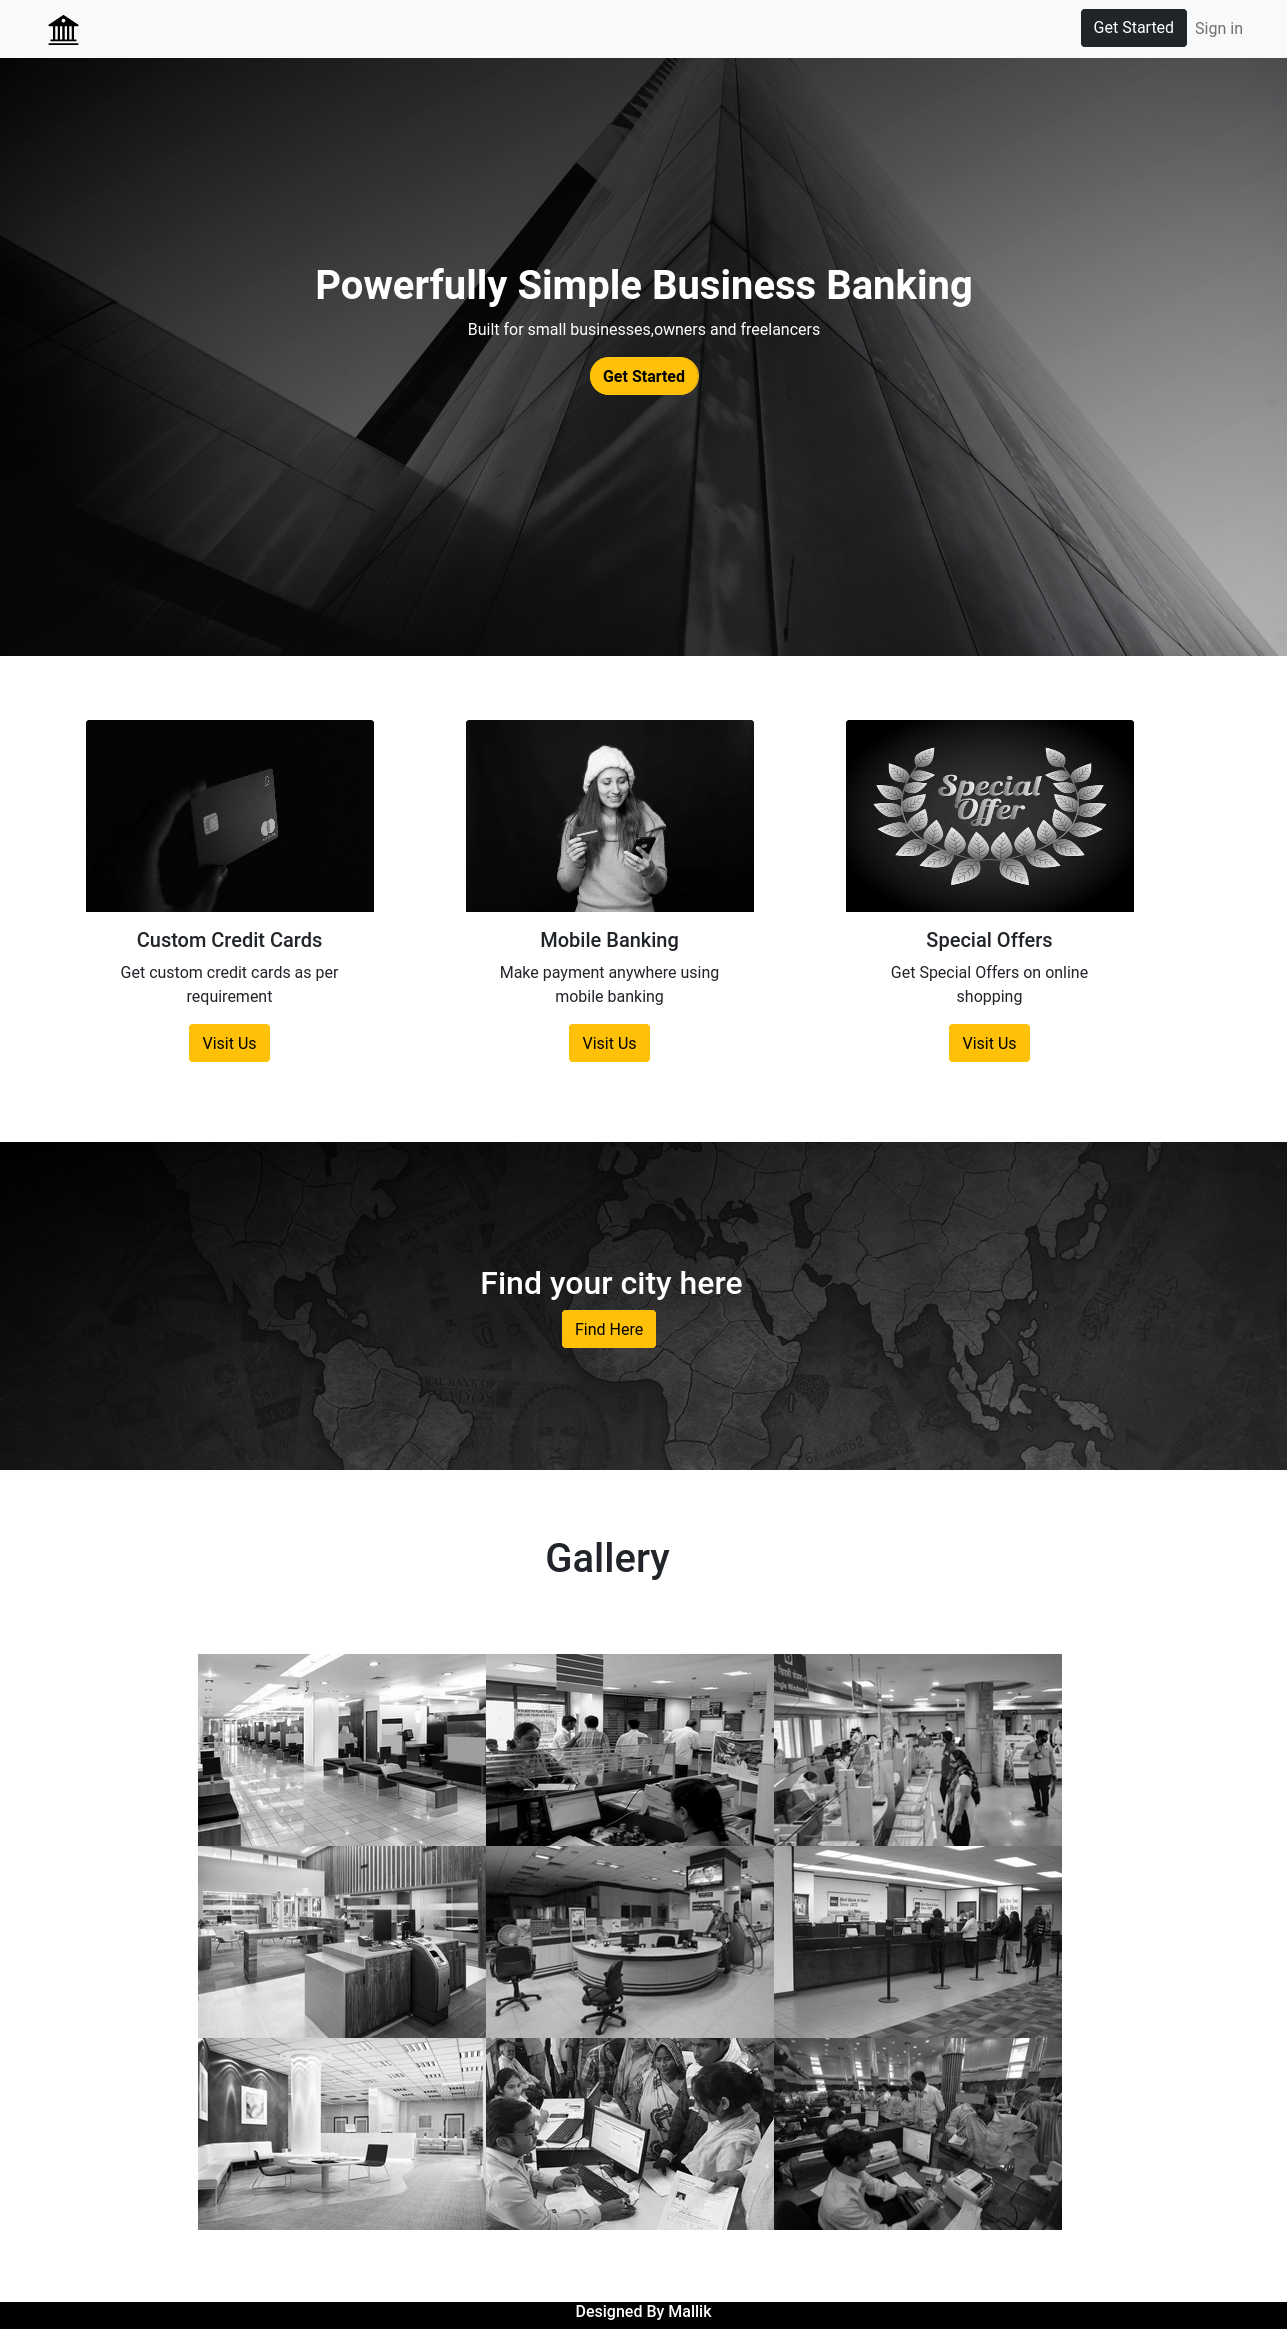 Get Started Sign in
Powerfully Simple Business Banking
Built for small businesses,owners and freelancers
Get Started
Special
Offer
Custom Credit Cards
Get custom credit cards as per
requirement
Visit Us
Mobile Banking
Make payment anywhere using
mobile banking
Visit Us
Special Offers
Get Special Offers on online
shopping
Visit Us
Find your city here
Find Here
Gallery
Designed By Mallik